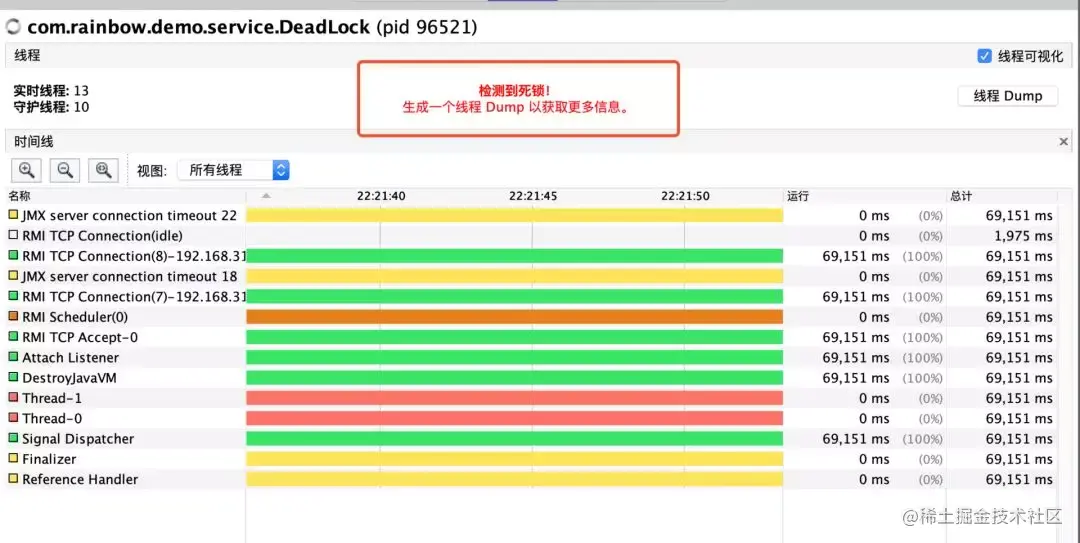 com.rainbow.demo.service.DeadLock (pid 96521)
线程
线程可视化
实时线程: 13
守护线程: 10
检测到死锁!
生成一个线程 Dump 以获取更多信息。
线程 Dump
时间线
视图: 所有线程
名称 22:21:40 22:21:45 22:21:50 运行 总计
JMX server connection timeout 22 0 ms (0%) 69,151 ms
RMI TCP Connection(idle) 0 ms (0%) 1,975 ms
RMI TCP Connection(8)-192.168.31 69,151 ms (100%) 69,151 ms
JMX server connection timeout 18 0 ms (0%) 69,151 ms
RMI TCP Connection(7)-192.168.31 69,151 ms (100%) 69,151 ms
RMI Scheduler(0) 0 ms (0%) 69,151 ms
RMI TCP Accept-0 69,151 ms (100%) 69,151 ms
Attach Listener 69,151 ms (100%) 69,151 ms
DestroyJavaVM 69,151 ms (100%) 69,151 ms
Thread-1 0 ms (0%) 69,151 ms
Thread-0 0 ms (0%) 69,151 ms
Signal Dispatcher 69,151 ms (100%) 69,151 ms
Finalizer 0 ms (0%) 69,151 ms
Reference Handler 0 ms (0%) 69,151 ms
@稀土掘金技术社区